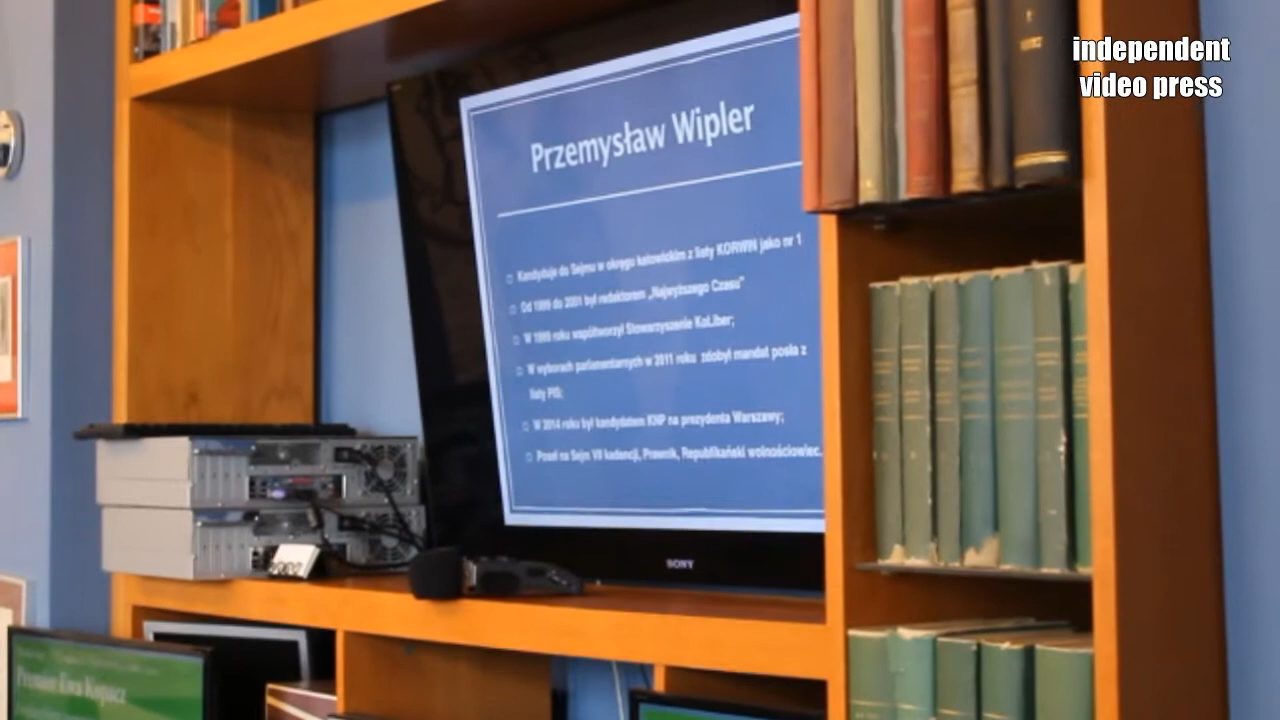 independent
video press
Przemysław Wipler
Kandyduje do Sejmu w okręgu katowickim z listy KORWIN jako nr 1
Od 1999 do 2001 był redaktorem „Najwyższego Czasu”
W 1999 roku współtworzył Stowarzyszenie KoLiber;
W wyborach parlamentarnych w 2011 roku zdobył mandat posła z
listy PiS;
W 2014 roku był kandydatem KNP na prezydenta Warszawy;
Poseł na Sejm VII kadencji, Prawnik, Republikański wolnościowiec.
SONY
Premier Ewa Kopacz